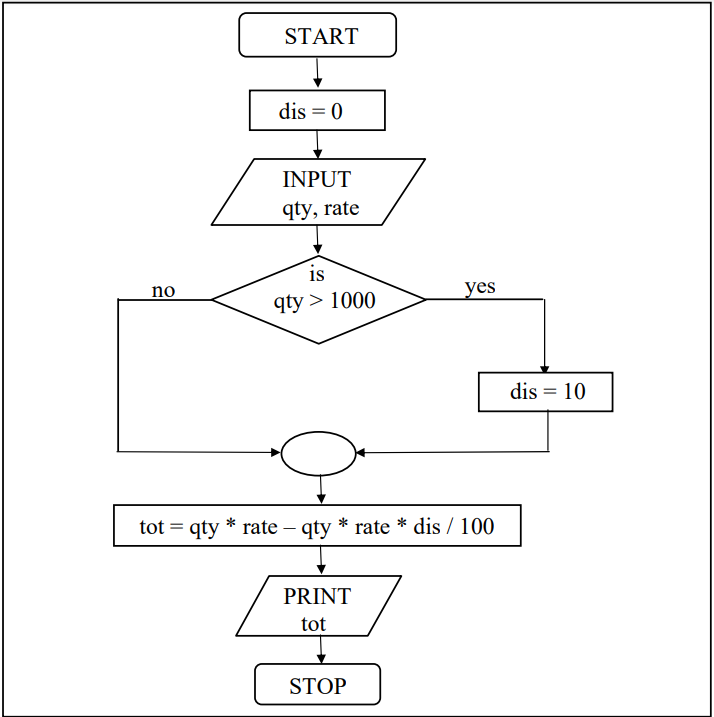 START
dis = 0
INPUT
qty, rate
is
qty > 1000
no
yes
dis = 10
tot = qty * rate – qty * rate * dis / 100
PRINT
tot
STOP